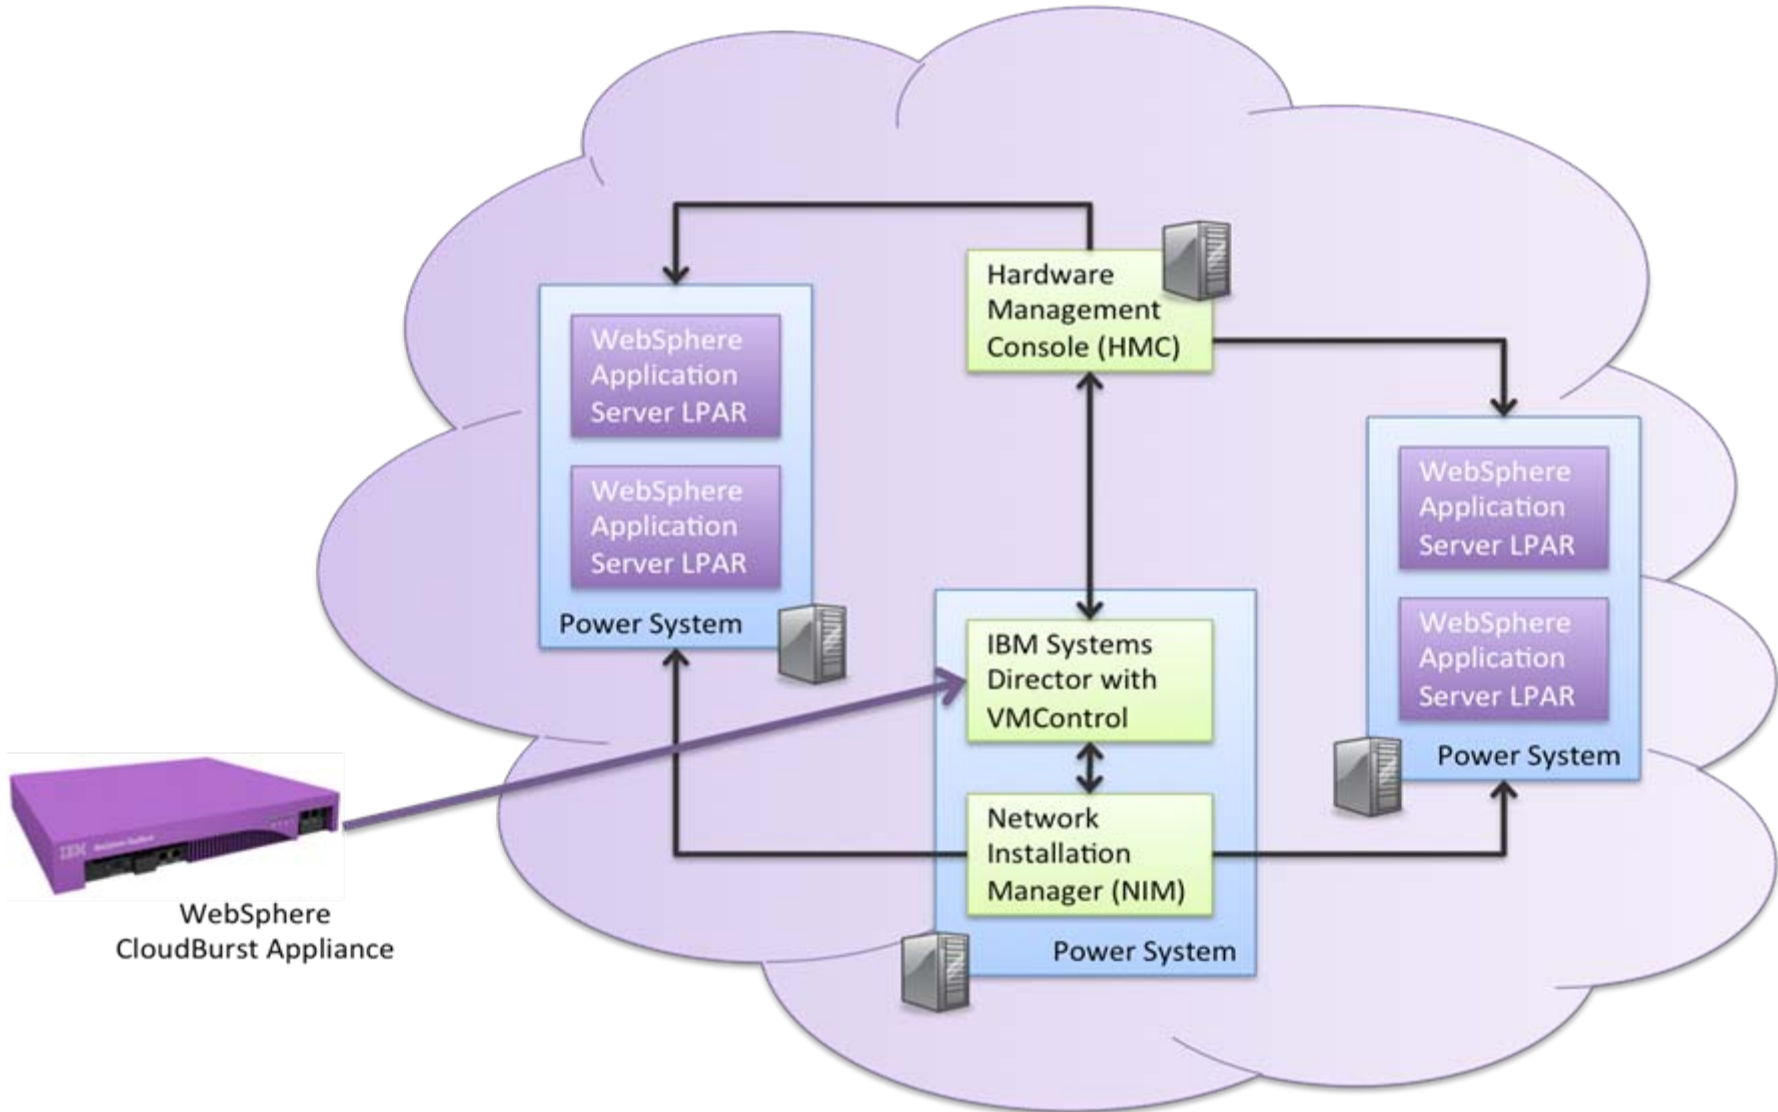 Hardware
Management
Console (HMC)
WebSphere
Application
Server LPAR
WebSphere
Application
Server LPAR
Power System
WebSphere
Application
Server LPAR
WebSphere
Application
Server LPAR
Power System
IBM Systems
Director with
VMControl
Network
Installation
Manager (NIM)
Power System
IBM
WebSphere
CloudBurst Appliance